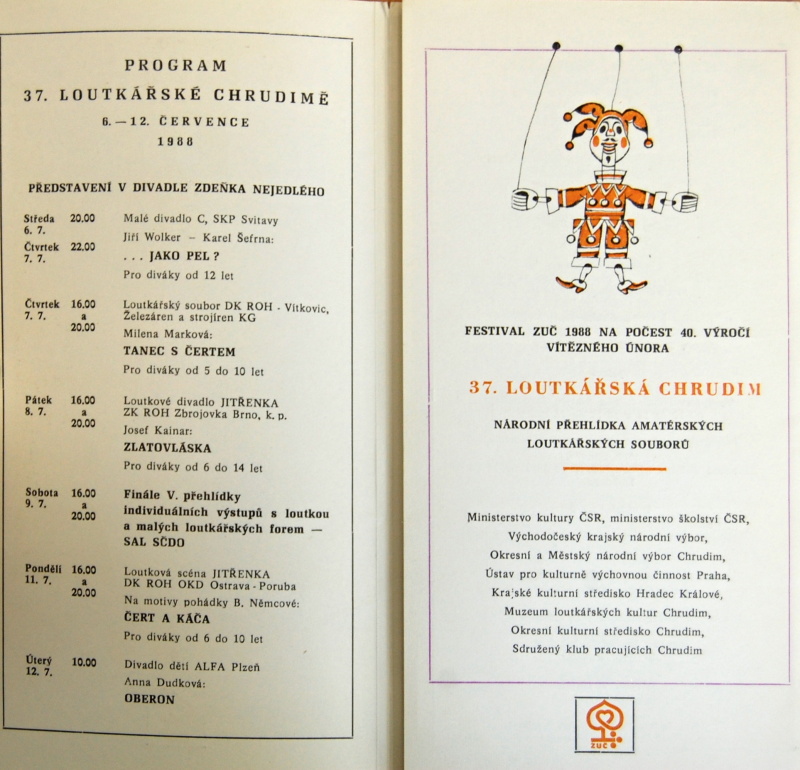 PROGRAM
37. LOUTKÁŘSKÉ CHRUDIMĚ
6. — 12. ČERVENCE
1988
PŘEDSTAVENÍ V DIVADLE ZDEŇKA NEJEDLÉHO
Středa 20.00 Malé divadlo C, SKP Svitavy
6. 7.
Jiří Wolker – Karel Šefrna:
Čtvrtek 22.00 . . . JAKO PEL ?
7. 7.
Pro diváky od 12 let
Čtvrtek 16.00 Loutkářský soubor DK ROH - Vítkovic,
7. 7. a Železáren a strojíren KG
20.00
Milena Marková:
TANEC S ČERTEM
Pro diváky od 5 do 10 let
Pátek 16.00 Loutkové divadlo JITŘENKA
8. 7. a ZK ROH Zbrojovka Brno, k. p.
20.00
Josef Kainar:
ZLATOVLÁSKA
Pro diváky od 6 do 14 let
Sobota 16.00 Finále V. přehlídky
9. 7. a individuálních výstupů s loutkou
20.00 a malých loutkářských forem —
SAL SČDO
Pondělí 16.00 Loutková scéna JITŘENKA
11. 7. a DK ROH OKD Ostrava - Poruba
20.00
Na motivy pohádky B. Němcové:
ČERT A KÁČA
Pro diváky od 6 do 10 let
Úterý 10.00 Divadlo dětí ALFA Plzeň
12. 7.
Anna Dudková:
OBERON
FESTIVAL ZUČ 1988 NA POČEST 40. VÝROČÍ
VÍTĚZNÉHO ÚNORA
37. LOUTKÁŘSKÁ CHRUDIM
NÁRODNÍ PŘEHLÍDKA AMATÉRSKÝCH
LOUTKÁŘSKÝCH SOUBORŮ
Ministerstvo kultury ČSR, ministerstvo školství ČSR,
Východočeský krajský národní výbor,
Okresní a Městský národní výbor Chrudim,
Ústav pro kulturně výchovnou činnost Praha,
Krajské kulturní středisko Hradec Králové,
Muzeum loutkářských kultur Chrudim,
Okresní kulturní středisko Chrudim,
Sdružený klub pracujících Chrudim
ZUČ